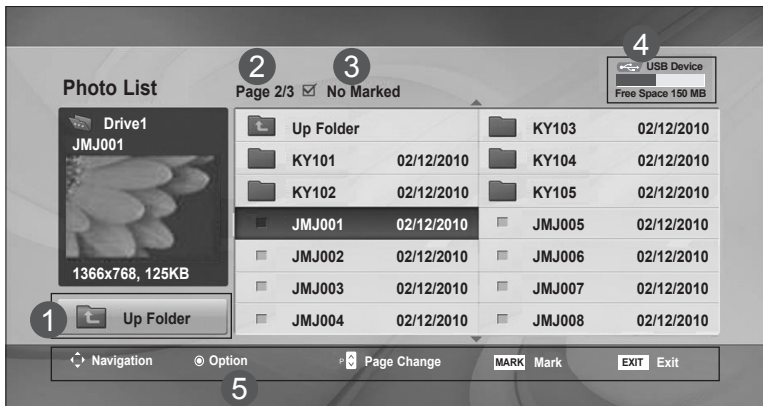 4
USB Device
Free Space 150 MB
2
3
Photo List
Page 2/3
No Marked
Drive1
JMJ001
1366x768, 125KB
Up Folder
KY101 02/12/2010
KY102 02/12/2010
JMJ001 02/12/2010
JMJ002 02/12/2010
JMJ003 02/12/2010
JMJ004 02/12/2010
KY103 02/12/2010
KY104 02/12/2010
KY105 02/12/2010
JMJ005 02/12/2010
JMJ006 02/12/2010
JMJ007 02/12/2010
JMJ008 02/12/2010
1
Up Folder
Navigation
Option
P
Page Change
MARK Mark
EXIT Exit
5